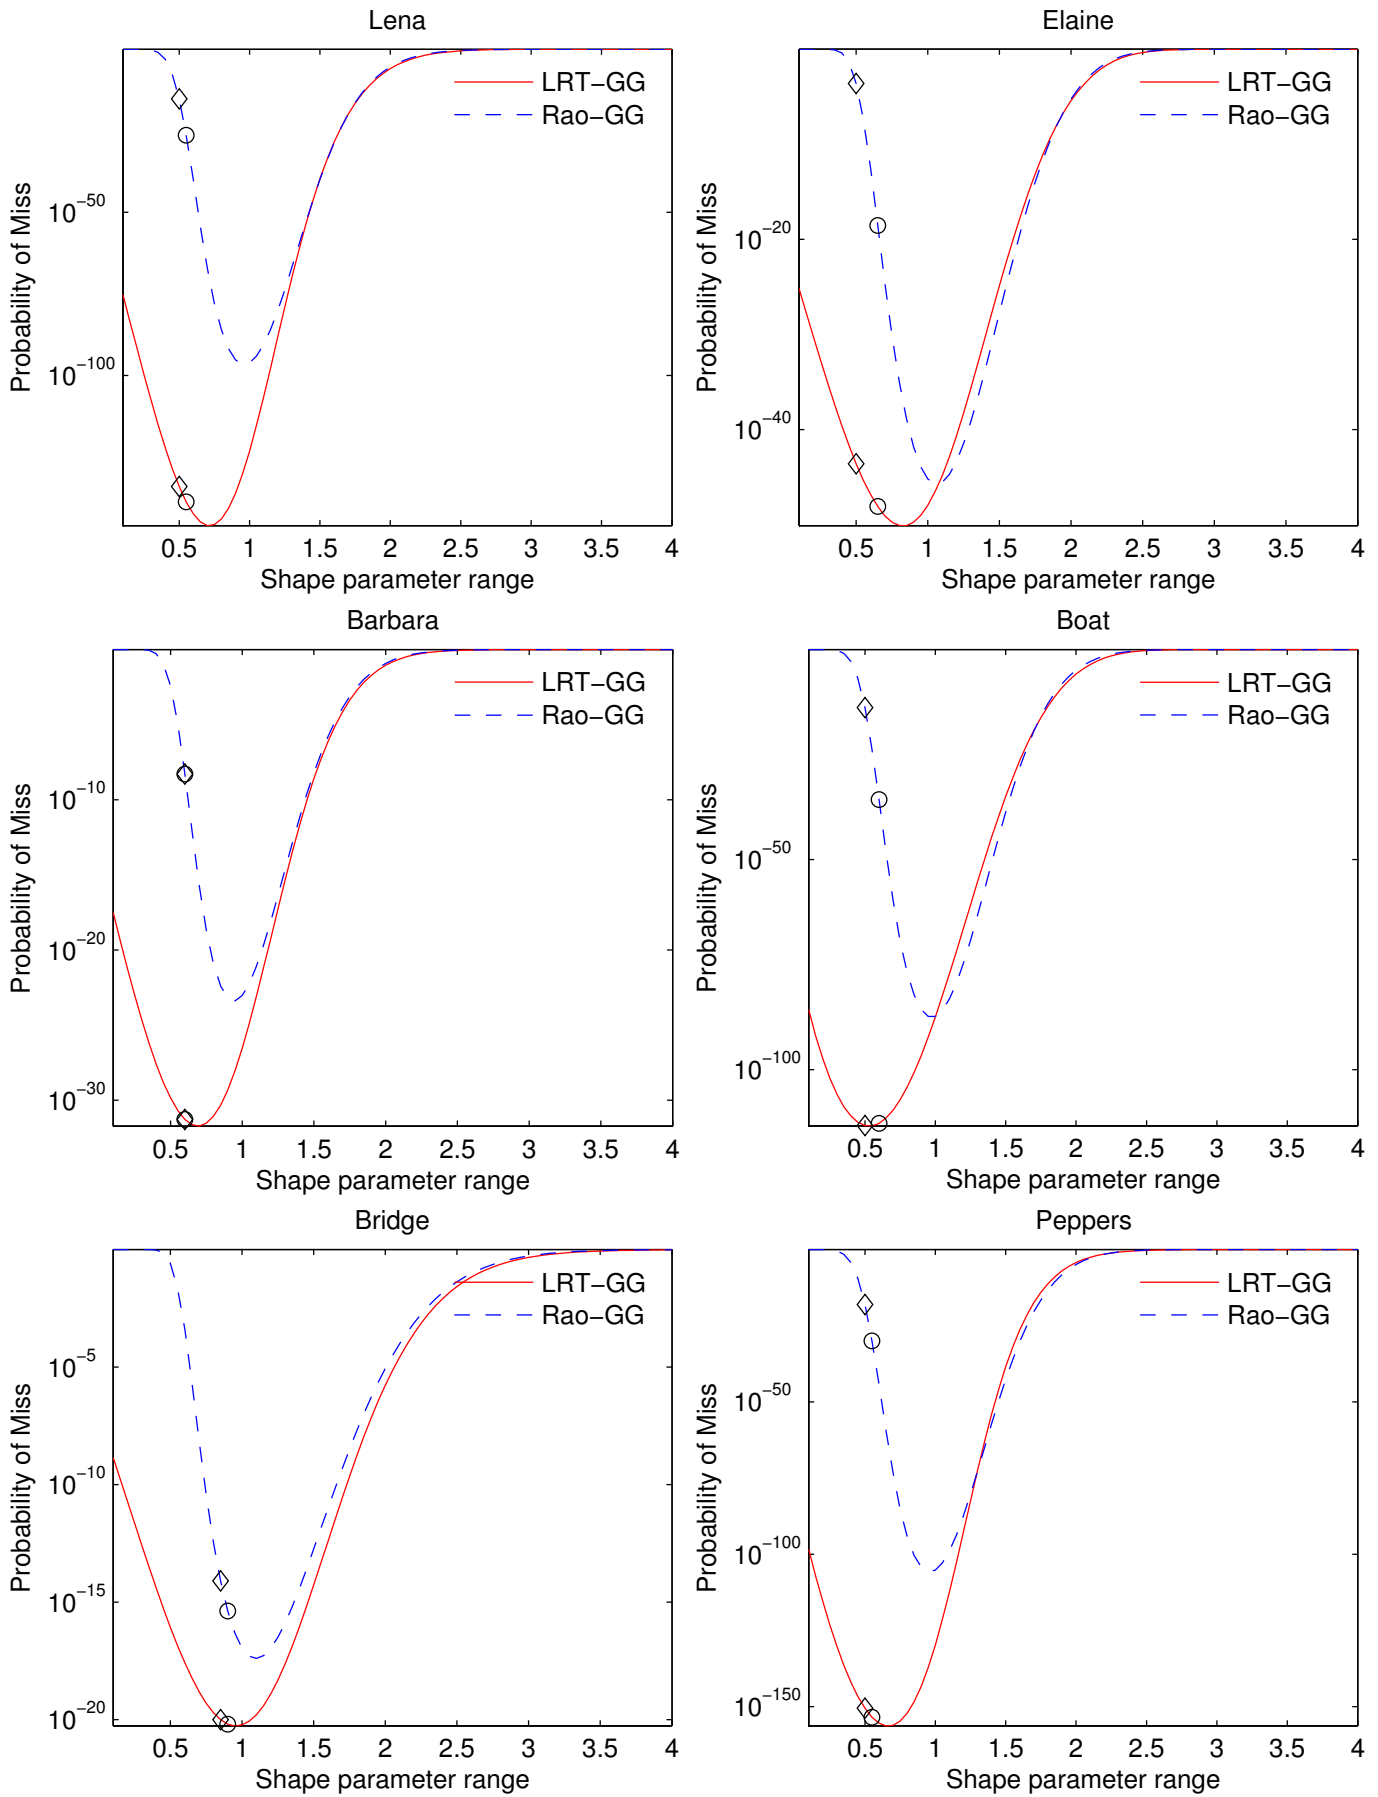 Lena
LRT−GG
Rao−GG
10^−50
10^−100
Probability of Miss
0.5 1 1.5 2 2.5 3 3.5 4
Shape parameter range
Elaine
LRT−GG
Rao−GG
10^−20
10^−40
Probability of Miss
0.5 1 1.5 2 2.5 3 3.5 4
Shape parameter range
Barbara
LRT−GG
Rao−GG
10^−10
10^−20
10^−30
Probability of Miss
0.5 1 1.5 2 2.5 3 3.5 4
Shape parameter range
Boat
LRT−GG
Rao−GG
10^−50
10^−100
Probability of Miss
0.5 1 1.5 2 2.5 3 3.5 4
Shape parameter range
Bridge
LRT−GG
Rao−GG
10^−5
10^−10
10^−15
10^−20
Probability of Miss
0.5 1 1.5 2 2.5 3 3.5 4
Shape parameter range
Peppers
LRT−GG
Rao−GG
10^−50
10^−100
10^−150
Probability of Miss
0.5 1 1.5 2 2.5 3 3.5 4
Shape parameter range